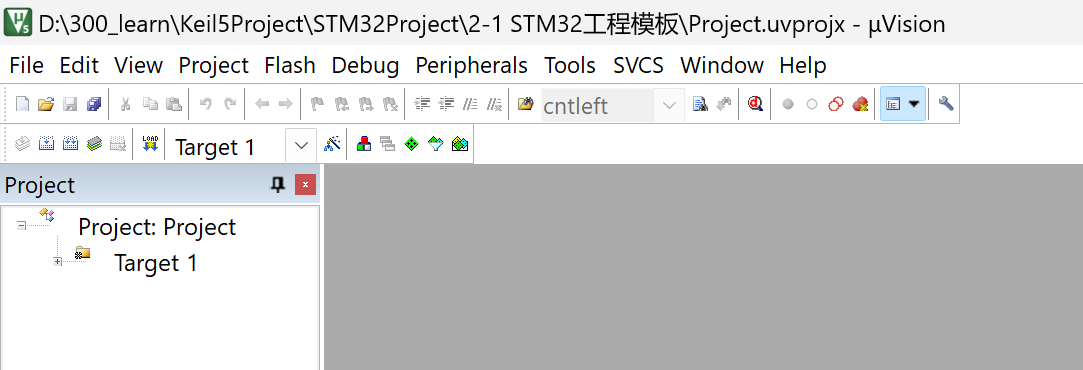 D:\300_learn\Keil5Project\STM32Project\2-1 STM32工程模板\Project.uvprojx - µVision
File Edit View Project Flash Debug Peripherals Tools SVCS Window Help
cntleft
LOAD Target 1
Project
Project: Project
Target 1